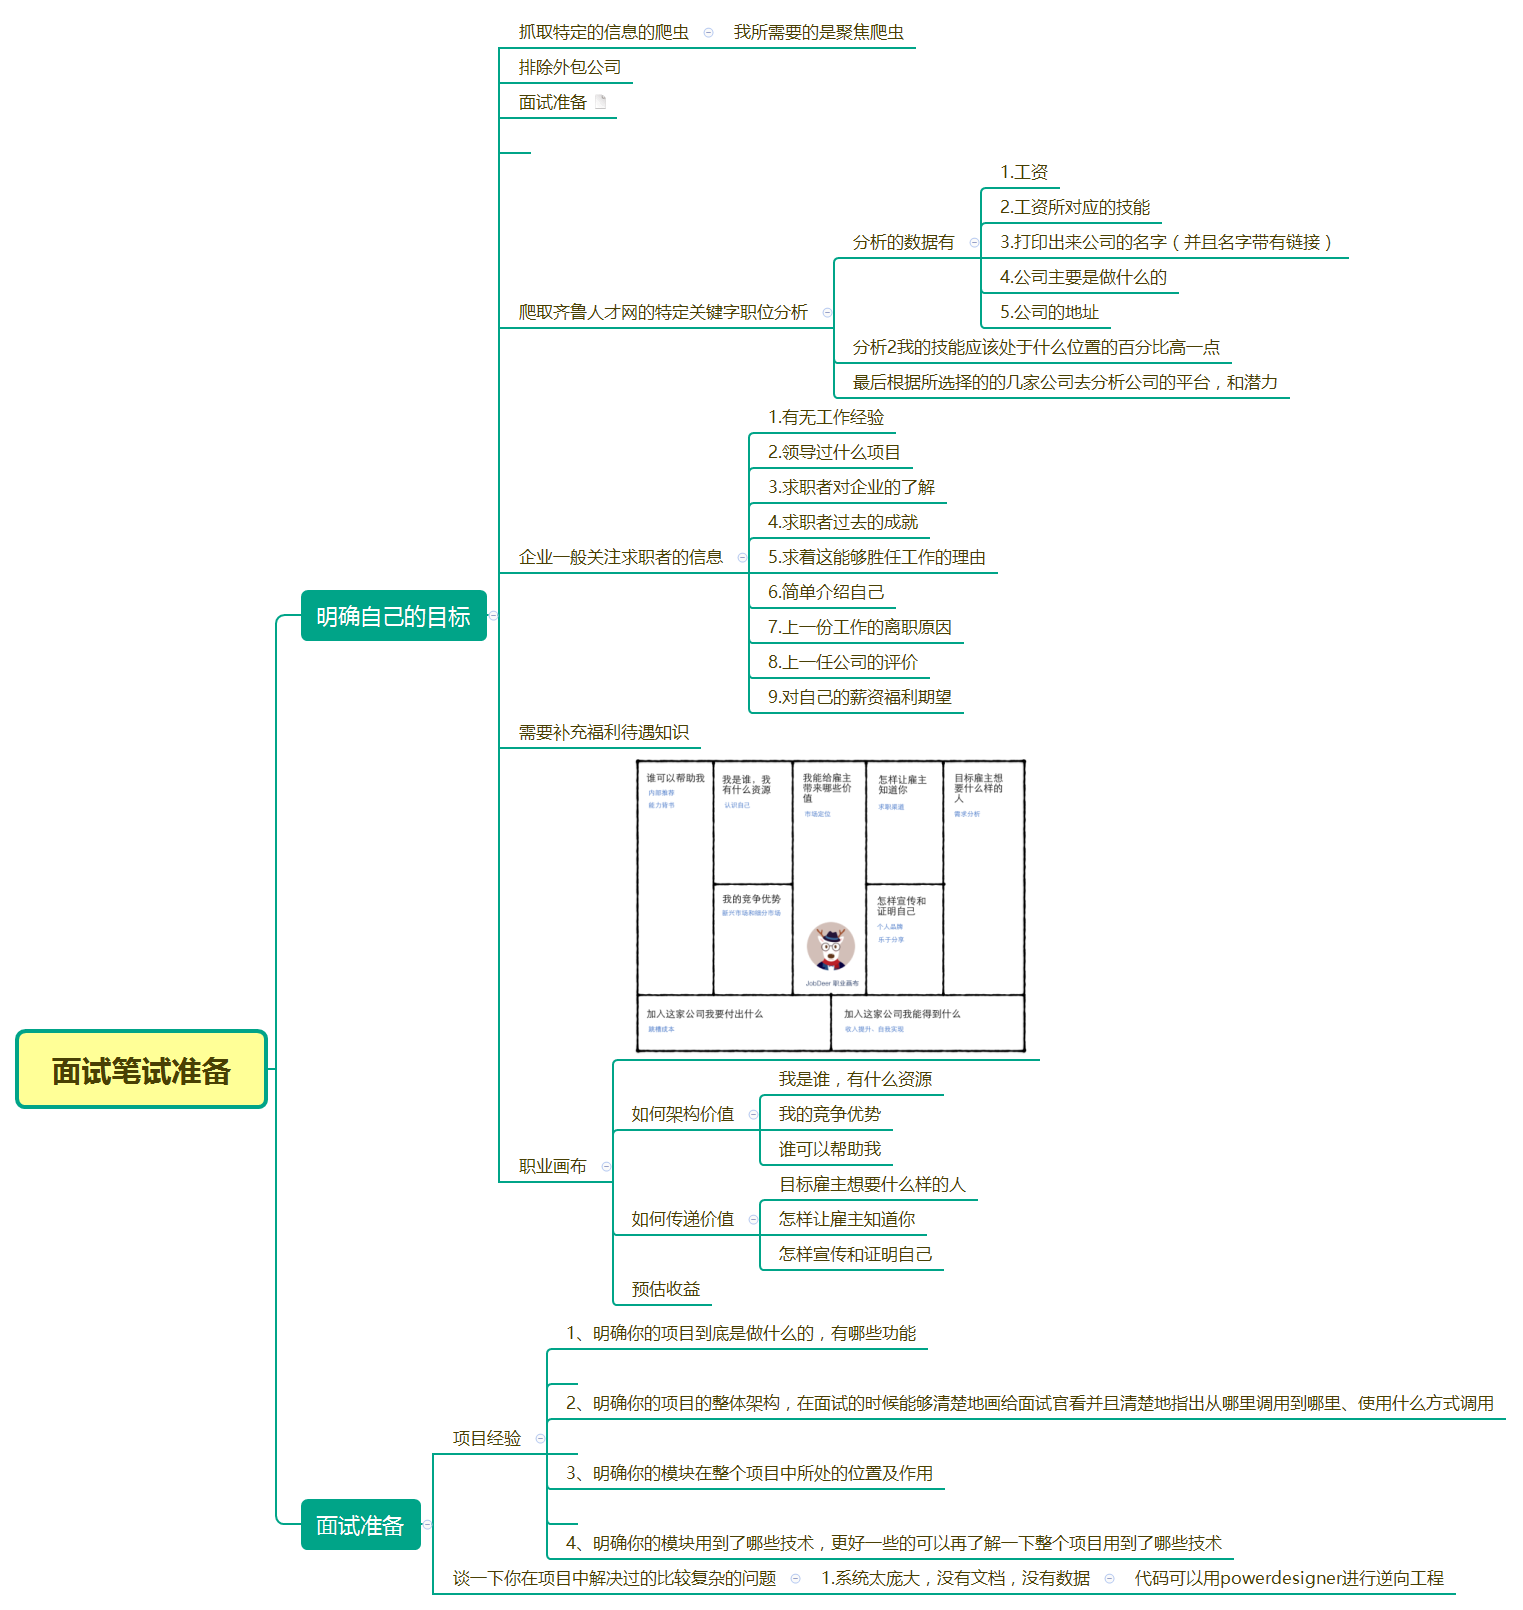 抓取特定的信息的爬虫
我所需要的是聚焦爬虫
排除外包公司
面试准备
爬取齐鲁人才网的特定关键字职位分析
分析的数据有
1.工资
2.工资所对应的技能
3.打印出来公司的名字（并且名字带有链接）
4.公司主要是做什么的
5.公司的地址
分析2我的技能应该处于什么位置的百分比高一点
最后根据所选择的的几家公司去分析公司的平台，和潜力
企业一般关注求职者的信息
1.有无工作经验
2.领导过什么项目
3.求职者对企业的了解
4.求职者过去的成就
5.求着这能够胜任工作的理由
6.简单介绍自己
7.上一份工作的离职原因
8.上一任公司的评价
9.对自己的薪资福利期望
明确自己的目标
需要补充福利待遇知识
谁可以帮助我
内部推荐
能力背书
我是谁，我
有什么资源
认识自己
我的竞争优势
新兴市场和细分市场
我能给雇主
带来哪些价
值
市场定位
JobDeer 职业画布
怎样让雇主
知道你
求职渠道
怎样宣传和
证明自己
个人品牌
乐于分享
目标雇主想
要什么样的
人
需求分析
加入这家公司我要付出什么
跳槽成本
加入这家公司我能得到什么
收入提升、自我实现
职业画布
如何架构价值
我是谁，有什么资源
我的竞争优势
谁可以帮助我
如何传递价值
目标雇主想要什么样的人
怎样让雇主知道你
怎样宣传和证明自己
预估收益
面试笔试准备
面试准备
项目经验
1、明确你的项目到底是做什么的，有哪些功能
2、明确你的项目的整体架构，在面试的时候能够清楚地画给面试官看并且清楚地指出从哪里调用到哪里、使用什么方式调用
3、明确你的模块在整个项目中所处的位置及作用
4、明确你的模块用到了哪些技术，更好一些的可以再了解一下整个项目用到了哪些技术
谈一下你在项目中解决过的比较复杂的问题
1.系统太庞大，没有文档，没有数据
代码可以用powerdesigner进行逆向工程